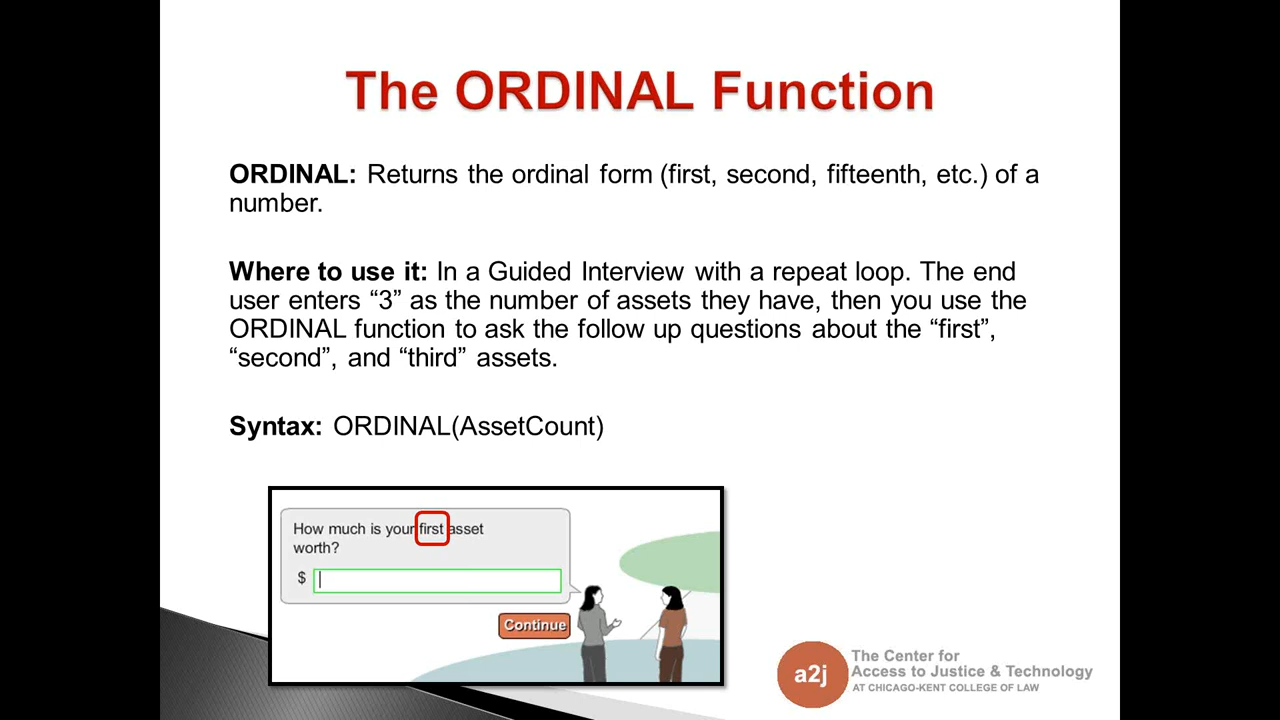 The ORDINAL Function
ORDINAL: Returns the ordinal form (first, second, fifteenth, etc.) of a
number.
Where to use it: In a Guided Interview with a repeat loop. The end
user enters “3” as the number of assets they have, then you use the
ORDINAL function to ask the follow up questions about the “first”,
“second”, and “third” assets.
Syntax: ORDINAL(AssetCount)
How much is your first asset
worth?
$
Continue
a2j
The Center for
Access to Justice & Technology
AT CHICAGO-KENT COLLEGE OF LAW